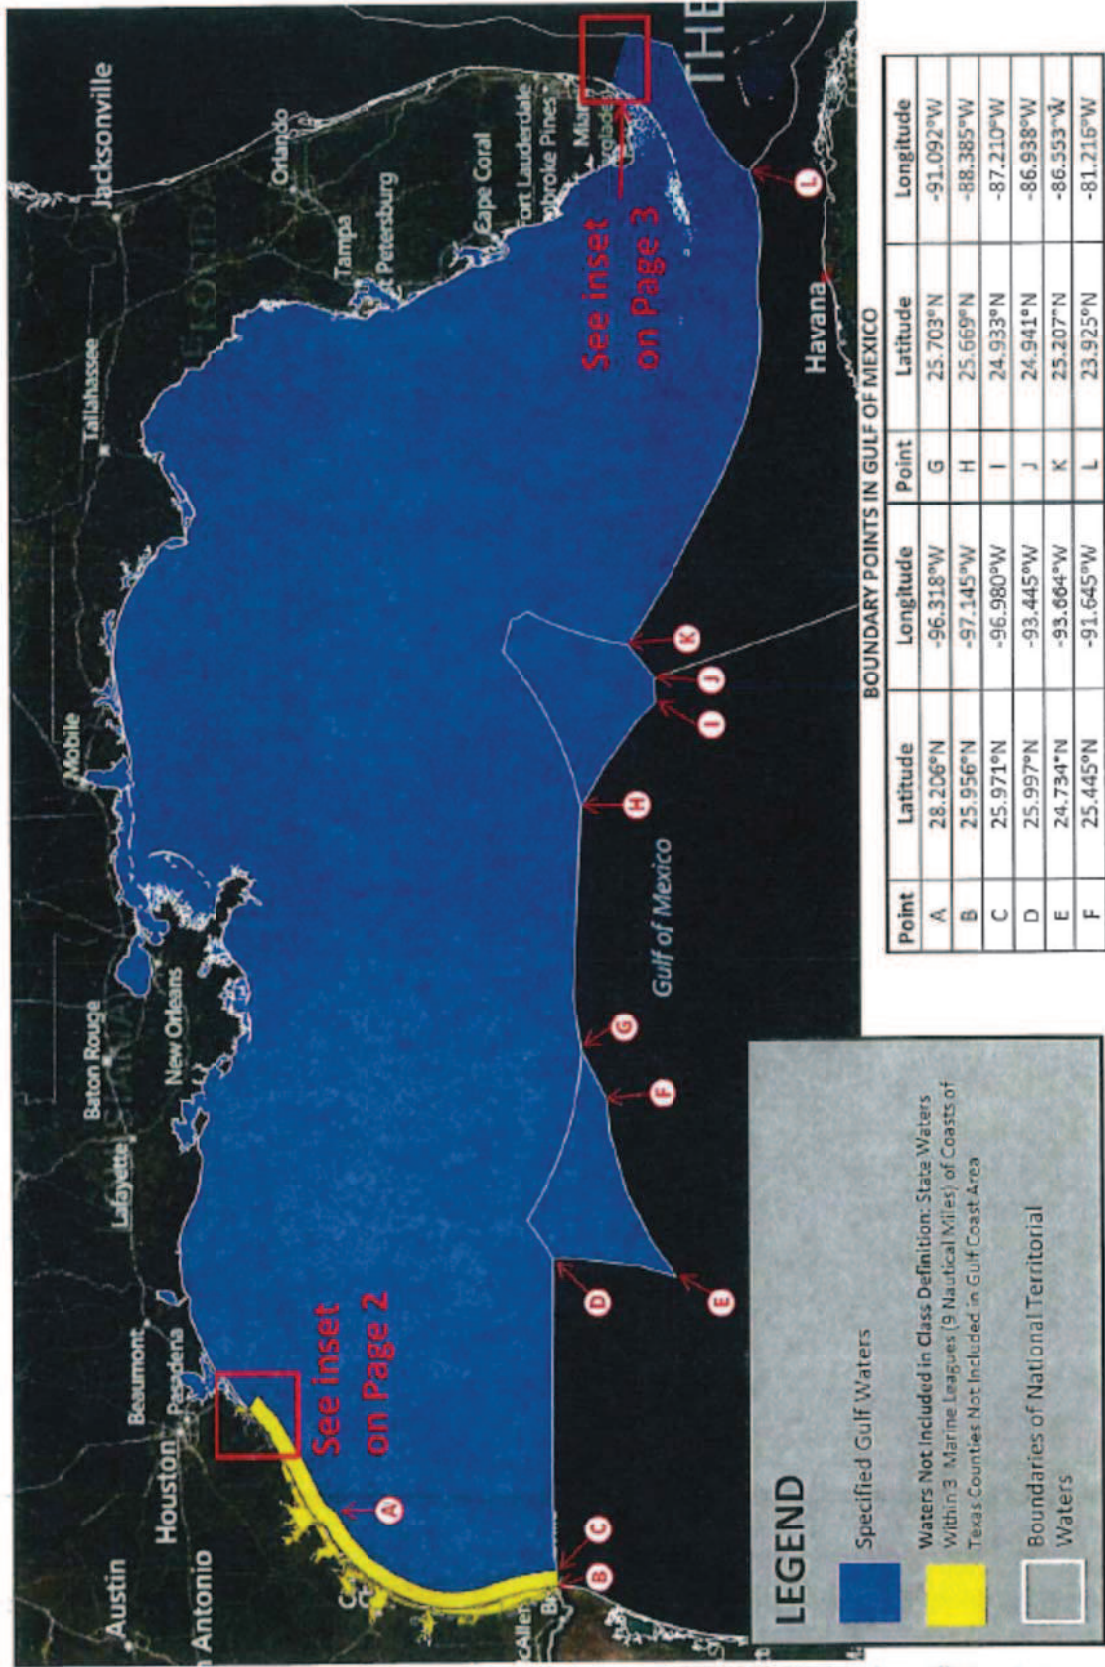 Jacksonville
Orlando
Tampa
St Petersburg
Cape Coral
Fort Lauderdale
Pembroke Pines
Miami
THE
Tallahassee
FLORIDA
Mobile
New Orleans
Baton Rouge
Lafayette
Beaumont
Pasadena
Houston
Austin
Antonio
See inset
on Page 3
See inset
on Page 2
Havana
Gulf of Mexico
A
B
C
D
E
F
G
H
I
J
K
L
LEGEND
Specified Gulf Waters
Waters Not Included in Class Definition: State Waters
Within 3 Marine Leagues (9 Nautical Miles) of Coasts of
Texas Counties Not Included in Gulf Coast Area
Boundaries of National Territorial
Waters
BOUNDARY POINTS IN GULF OF MEXICO
Point Latitude Longitude Point Latitude Longitude
A 28.206°N -96.318°W G 25.703°N -91.092°W
B 25.956°N -97.145°W H 25.669°N -88.385°W
C 25.971°N -96.980°W I 24.933°N -87.210°W
D 25.997°N -93.445°W J 24.941°N -86.938°W
E 24.734°N -93.664°W K 25.207°N -86.553°W
F 25.445°N -91.645°W L 23.925°N -81.216°W